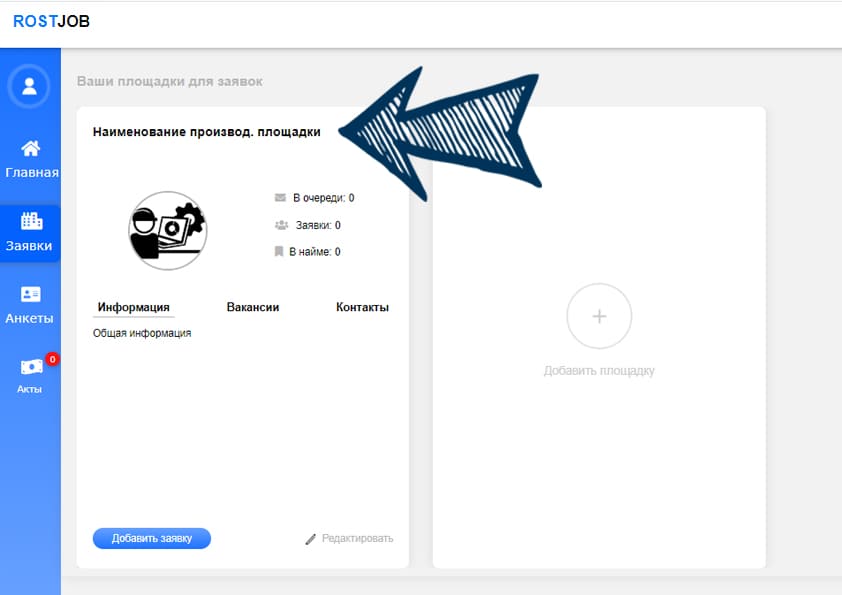 ROSTJOB
Ваши площадки для заявок
Главная
Заявки
Анкеты
0
Акты
Наименование производ. площадки
В очереди: 0
Заявки: 0
В найме: 0
Информация Вакансии Контакты
Общая информация
Добавить заявку Редактировать
+
Добавить площадку